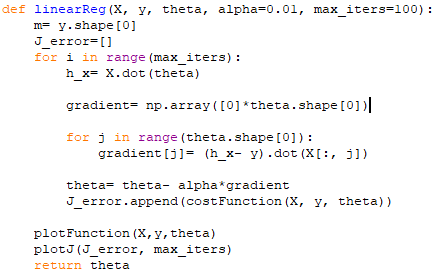 def linearReg(X, y, theta, alpha=0.01, max_iters=100):
    m= y.shape[0]
    J_error=[]
    for i in range(max_iters):
        h_x= X.dot(theta)

        gradient= np.array([0]*theta.shape[0])

        for j in range(theta.shape[0]):
            gradient[j]= (h_x- y).dot(X[:, j])

        theta= theta- alpha*gradient
        J_error.append(costFunction(X, y, theta))

    plotFunction(X,y,theta)
    plotJ(J_error, max_iters)
    return theta